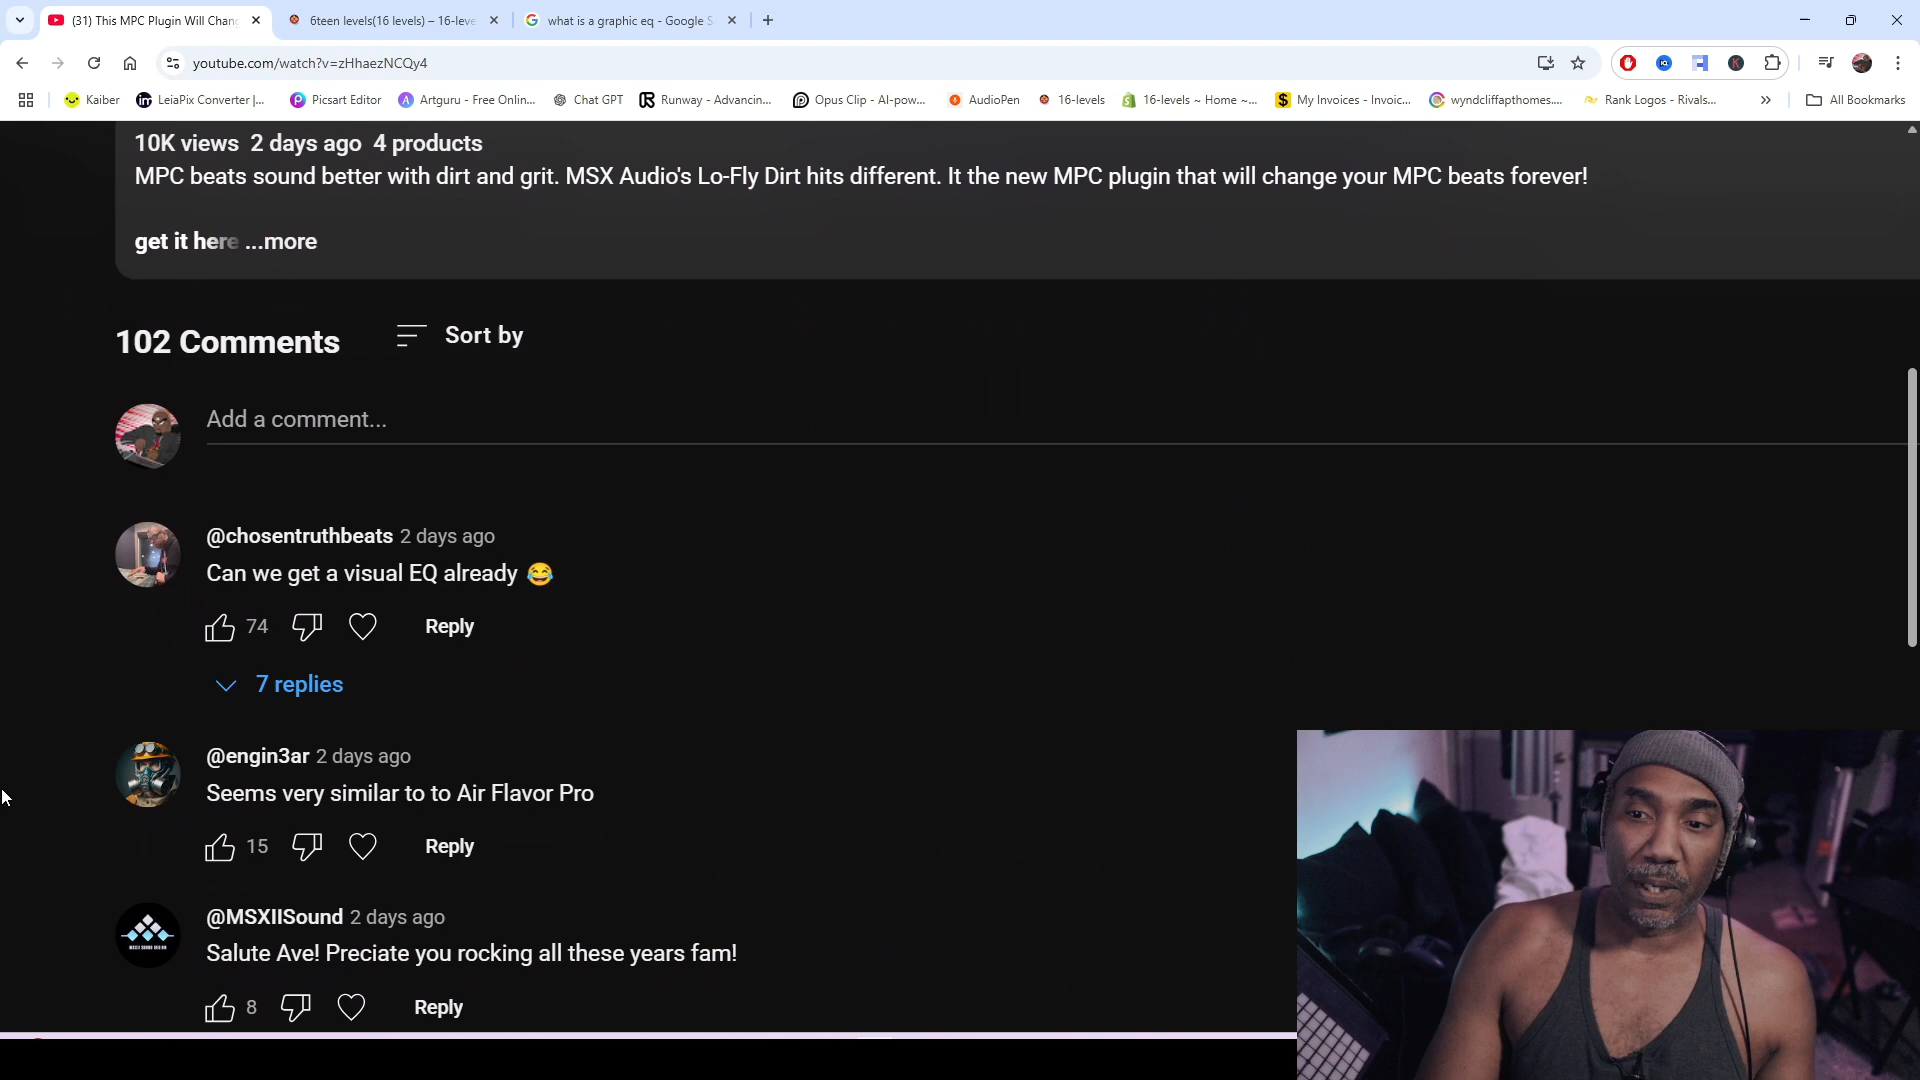 (31) This MPC Plugin Will Chang
6teen levels(16 levels) – 16-leve
what is a graphic eq - Google S
youtube.com/watch?v=zHhaezNCQy4
Kaiber
LeiaPix Converter |...
Picsart Editor
Artguru - Free Onlin...
Chat GPT
Runway - Advancin...
Opus Clip - AI-pow...
AudioPen
16-levels
16-levels ~ Home ~...
My Invoices - Invoic...
wyndcliffapthomes....
Rank Logos - Rivals...
All Bookmarks
10K views 2 days ago 4 products
MPC beats sound better with dirt and grit. MSX Audio's Lo-Fly Dirt hits different. It the new MPC plugin that will change your MPC beats forever!
get it here ...more
102 Comments
Sort by
Add a comment...
@chosentruthbeats 2 days ago
Can we get a visual EQ already 😂
74
Reply
7 replies
@engin3ar 2 days ago
Seems very similar to to Air Flavor Pro
15
Reply
@MSXIISound 2 days ago
Salute Ave! Preciate you rocking all these years fam!
8
Reply